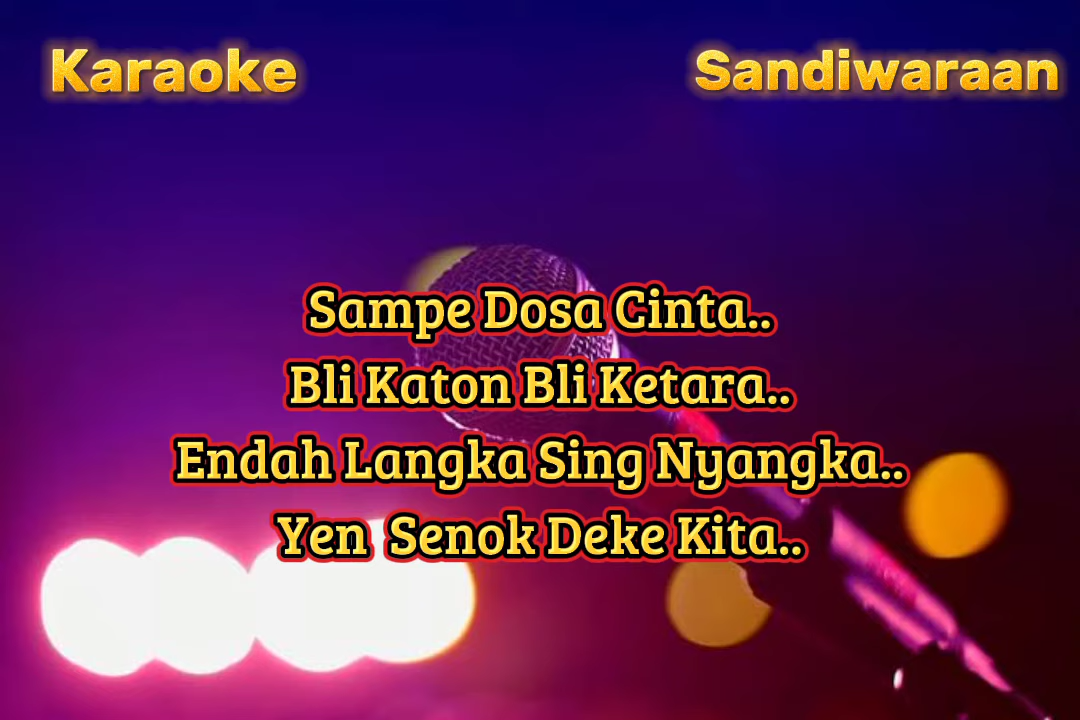 Karaoke
Sandiwaraan
Sampe Dosa Cinta..
Bli Katon Bli Ketara..
Endah Langka Sing Nyangka..
Yen Senok Deke Kita..